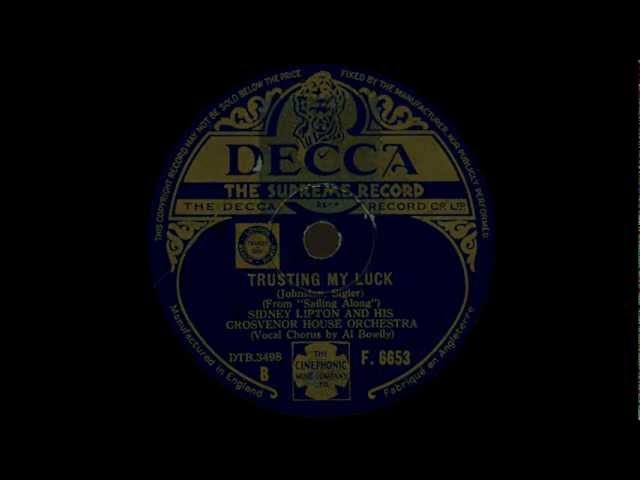 THIS COPYRIGHT RECORD MAY NOT BE SOLD BELOW THE PRICE FIXED BY THE MANUFACTURER NOR PUBLICLY PERFORMED
DECCA
THE SUPREME RECORD
THE DECCA RECORD Co. LTD.
TRUSTING MY LUCK
(Johnston, Sigler)
(From "Sailing Along")
SIDNEY LIPTON AND HIS
GROSVENOR HOUSE ORCHESTRA
(Vocal Chorus by Al Bowlly)
DTB.3498 F. 6653
B
THE
CINEPHONIC
MUSIC COMPANY
LTD.
Manufactured in England
Fabriqué en Angleterre